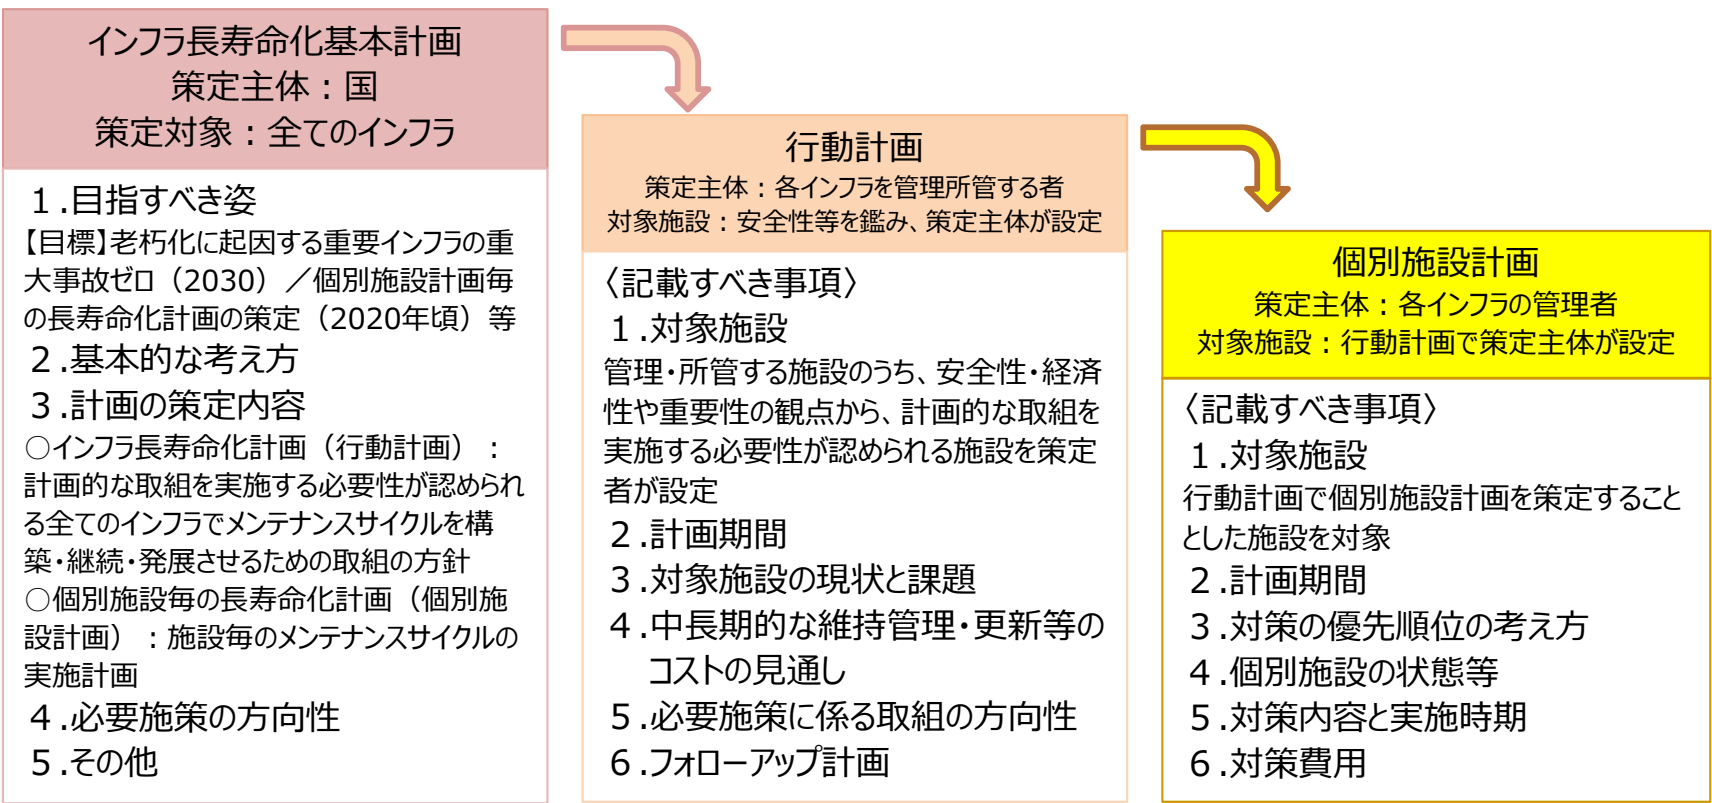 インフラ長寿命化基本計画
策定主体：国
策定対象：全てのインフラ
１.目指すべき姿
【目標】老朽化に起因する重要インフラの重
大事故ゼロ（2030）／個別施設計画毎
の長寿命化計画の策定（2020年頃）等
２.基本的な考え方
３.計画の策定内容
○インフラ長寿命化計画（行動計画）：
計画的な取組を実施する必要性が認められ
る全てのインフラでメンテナンスサイクルを構
築・継続・発展させるための取組の方針
○個別施設毎の長寿命化計画（個別施
設計画）：施設毎のメンテナンスサイクルの
実施計画
４.必要施策の方向性
５.その他
行動計画
策定主体：各インフラを管理所管する者
対象施設：安全性等を鑑み、策定主体が設定
〈記載すべき事項〉
１.対象施設
管理・所管する施設のうち、安全性・経済
性や重要性の観点から、計画的な取組を
実施する必要性が認められる施設を策定
者が設定
２.計画期間
３.対象施設の現状と課題
４.中長期的な維持管理・更新等の
コストの見通し
５.必要施策に係る取組の方向性
６.フォローアップ計画
個別施設計画
策定主体：各インフラの管理者
対象施設：行動計画で策定主体が設定
〈記載すべき事項〉
１.対象施設
行動計画で個別施設計画を策定すること
とした施設を対象
２.計画期間
３.対策の優先順位の考え方
４.個別施設の状態等
５.対策内容と実施時期
６.対策費用